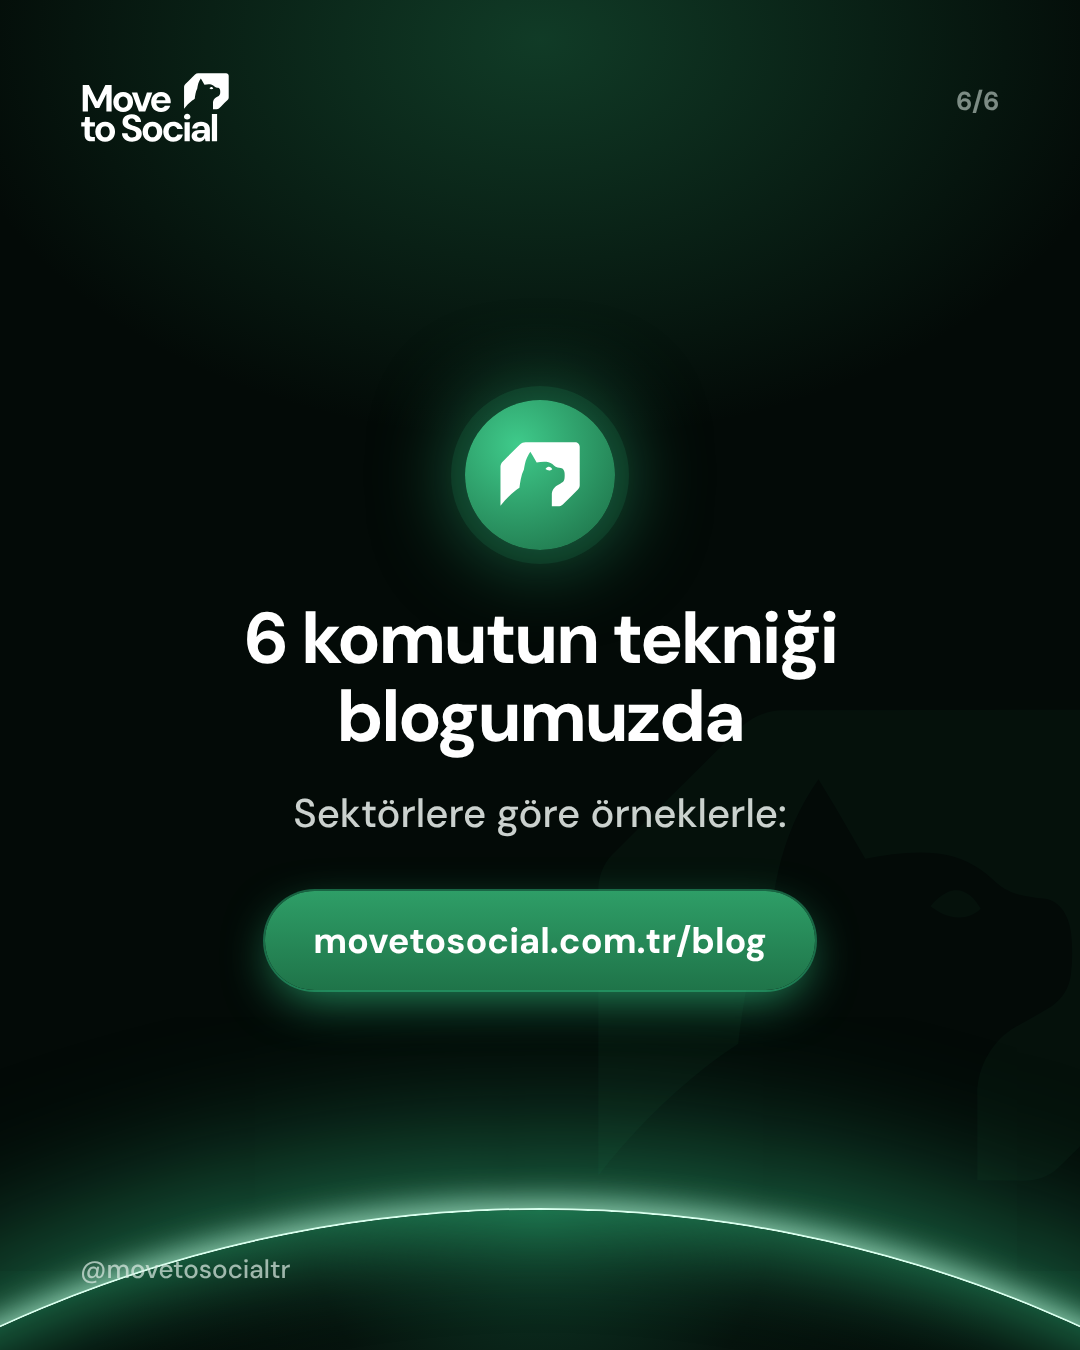 Move
to Social
6/6
6 komutun tekniği
blogumuzda
Sektörlere göre örneklerle:
movetosocial.com.tr/blog
@movetosocialtr